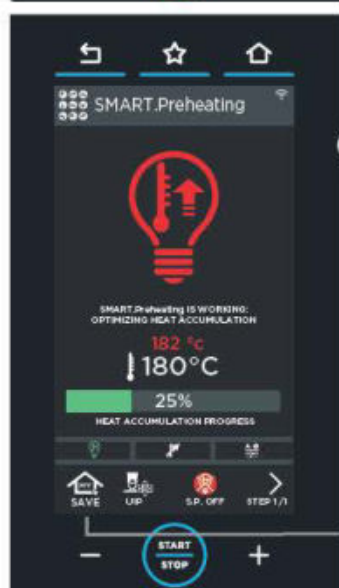 SMART.Preheating
SMART.Preheating IS WORKING:
OPTIMIZING HEAT ACCUMULATION
182 °c
180°C
25%
HEAT ACCUMULATION PROGRESS
SAVE
UIP
S.P. OFF
STEP 1/1
START
STOP